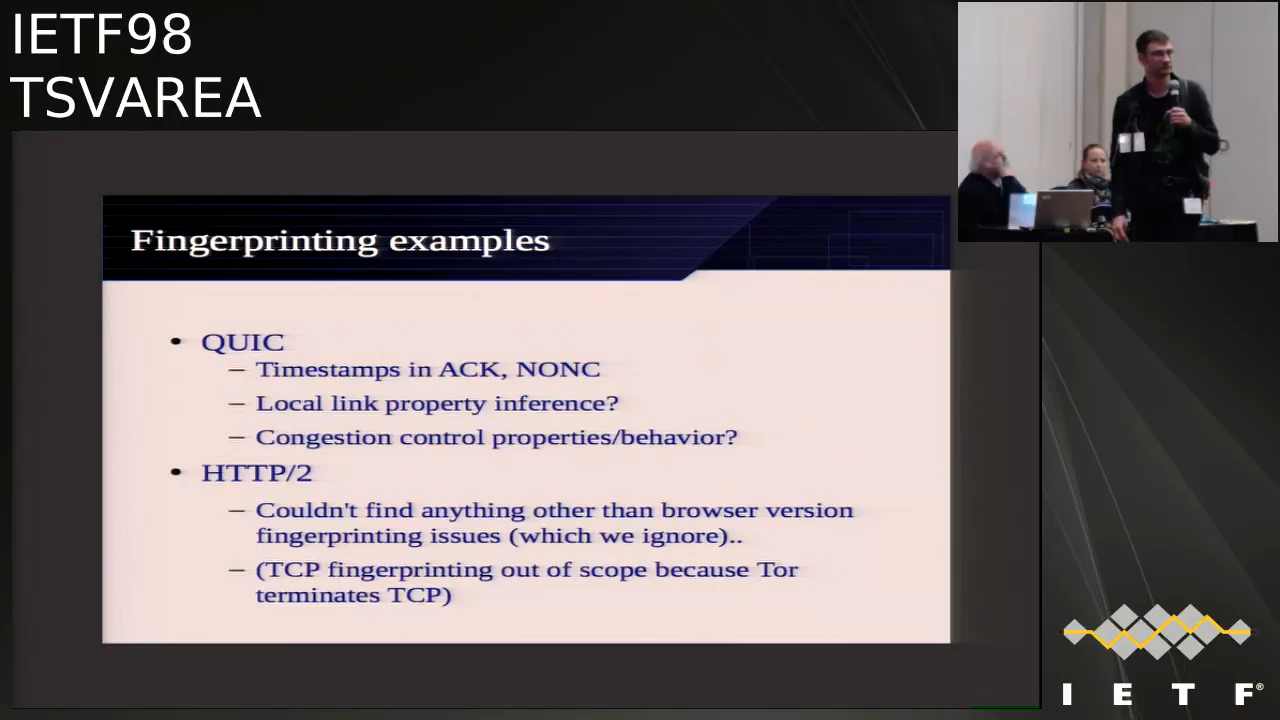 IETF98
TSVAREA
Fingerprinting examples
• QUIC
– Timestamps in ACK, NONC
– Local link property inference?
– Congestion control properties/behavior?
• HTTP/2
– Couldn't find anything other than browser version
fingerprinting issues (which we ignore)..
– (TCP fingerprinting out of scope because Tor
terminates TCP)
I E T F®